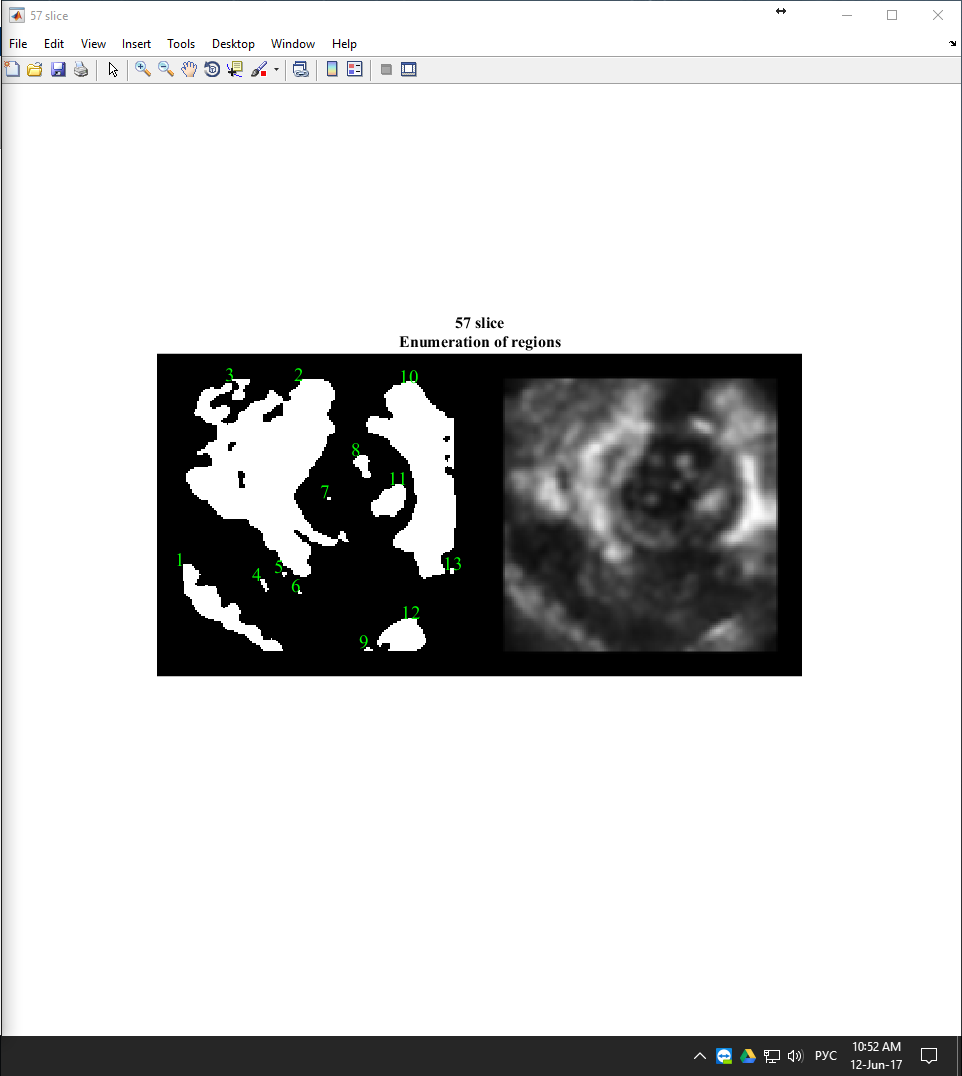 57 slice
File Edit View Insert Tools Desktop Window Help
57 slice
Enumeration of regions
3 2 10
8
7 11
1 4 5 6 13
12
9
РУС 10:52 AM
12-Jun-17